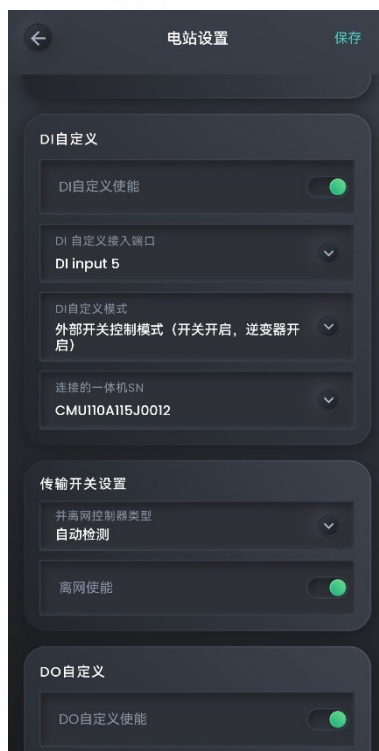 电站设置
保存
DI自定义
DI自定义使能
DI 自定义接入端口
DI input 5
DI自定义模式
外部开关控制模式（开关开启，逆变器开
启）
连接的一体机SN
CMU110A115J0012
传输开关设置
并离网控制器类型
自动检测
离网使能
DO自定义
DO自定义使能